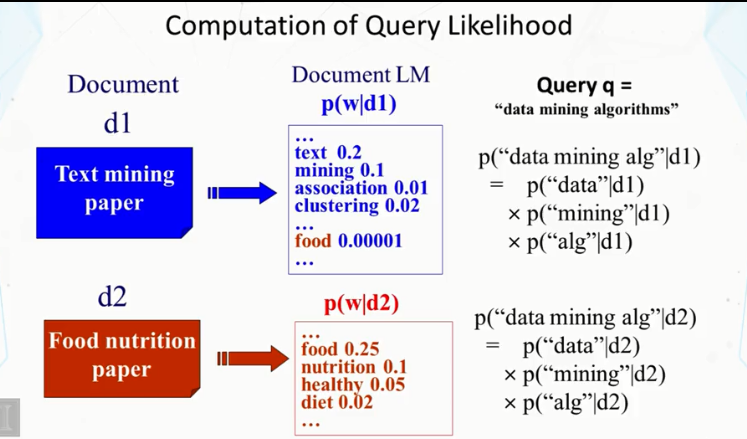 Computation of Query Likelihood
Document
d1
Text mining
paper
Document LM
p(w|d1)
...
text 0.2
mining 0.1
association 0.01
clustering 0.02
...
food 0.00001
...
Query q =
“data mining algorithms”
p(“data mining alg”|d1)
= p(“data”|d1)
× p(“mining”|d1)
× p(“alg”|d1)
d2
Food nutrition
paper
p(w|d2)
...
food 0.25
nutrition 0.1
healthy 0.05
diet 0.02
...
p(“data mining alg”|d2)
= p(“data”|d2)
× p(“mining”|d2)
× p(“alg”|d2)